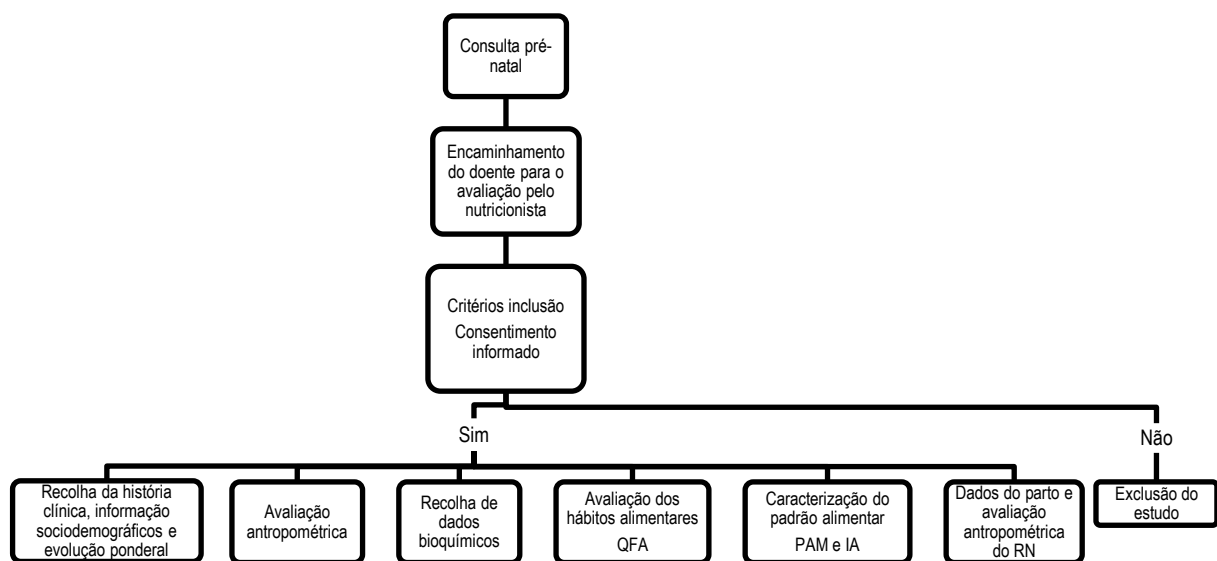 Consulta pré-
natal
Encaminhamento
do doente para o
avaliação pelo
nutricionista
Critérios inclusão
Consentimento
informado
Sim
Não
Recolha da história
clínica, informação
sociodemográficos e
evolução ponderal
Avaliação
antropométrica
Recolha de
dados
bioquímicos
Avaliação dos
hábitos alimentares
QFA
Caracterização do
padrão alimentar
PAM e IA
Dados do parto e
avaliação
antropométrica
do RN
Exclusão do
estudo